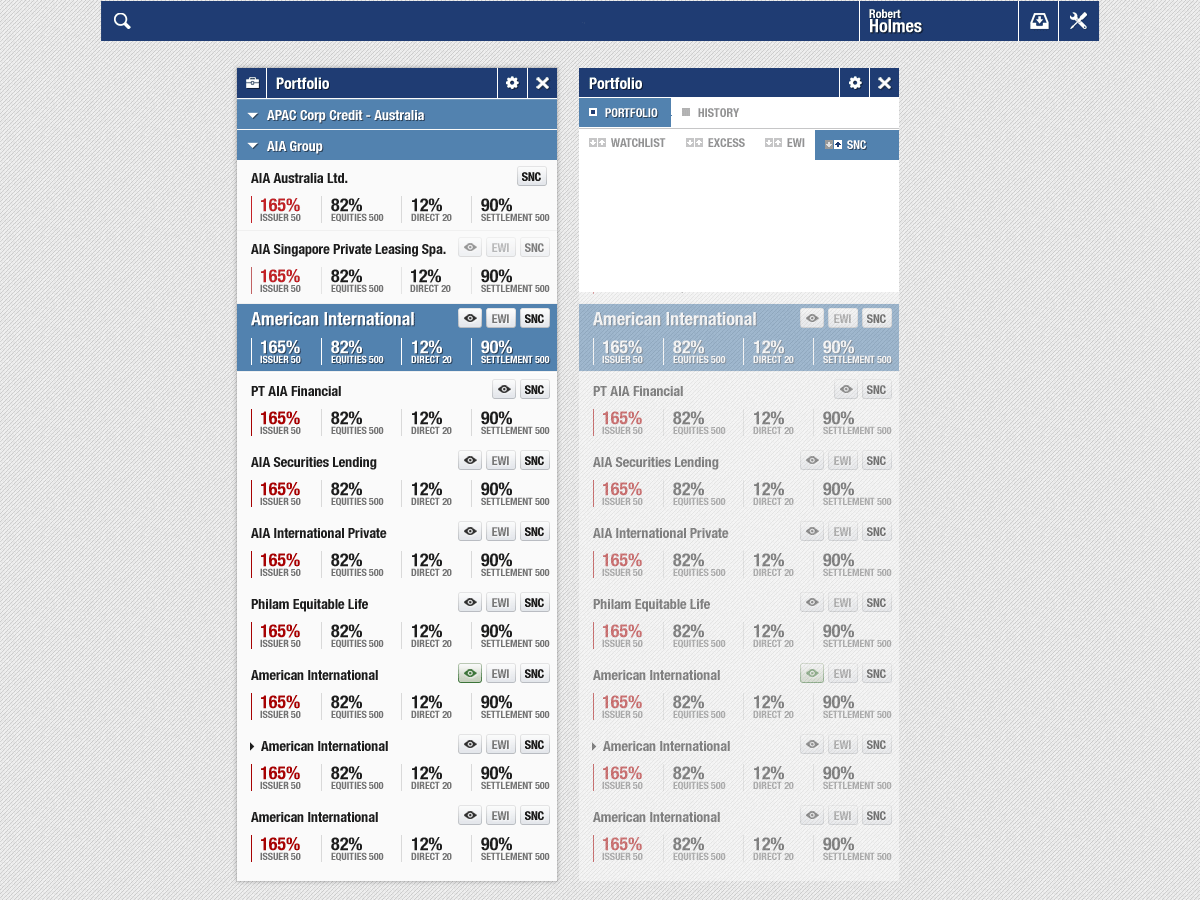 Robert
Holmes
Portfolio
APAC Corp Credit - Australia
AIA Group
AIA Australia Ltd. SNC
165% 82% 12% 90%
ISSUER 50 EQUITIES 500 DIRECT 20 SETTLEMENT 500
AIA Singapore Private Leasing Spa. EWI SNC
165% 82% 12% 90%
ISSUER 50 EQUITIES 500 DIRECT 20 SETTLEMENT 500
American International EWI SNC
165% 82% 12% 90%
ISSUER 50 EQUITIES 500 DIRECT 20 SETTLEMENT 500
PT AIA Financial SNC
165% 82% 12% 90%
ISSUER 50 EQUITIES 500 DIRECT 20 SETTLEMENT 500
AIA Securities Lending EWI SNC
165% 82% 12% 90%
ISSUER 50 EQUITIES 500 DIRECT 20 SETTLEMENT 500
AIA International Private EWI SNC
165% 82% 12% 90%
ISSUER 50 EQUITIES 500 DIRECT 20 SETTLEMENT 500
Philam Equitable Life EWI SNC
165% 82% 12% 90%
ISSUER 50 EQUITIES 500 DIRECT 20 SETTLEMENT 500
American International EWI SNC
165% 82% 12% 90%
ISSUER 50 EQUITIES 500 DIRECT 20 SETTLEMENT 500
American International EWI SNC
165% 82% 12% 90%
ISSUER 50 EQUITIES 500 DIRECT 20 SETTLEMENT 500
American International EWI SNC
165% 82% 12% 90%
ISSUER 50 EQUITIES 500 DIRECT 20 SETTLEMENT 500
Portfolio
PORTFOLIO HISTORY
WATCHLIST EXCESS EWI SNC
American International EWI SNC
165% 82% 12% 90%
ISSUER 50 EQUITIES 500 DIRECT 20 SETTLEMENT 500
PT AIA Financial SNC
165% 82% 12% 90%
ISSUER 50 EQUITIES 500 DIRECT 20 SETTLEMENT 500
AIA Securities Lending EWI SNC
165% 82% 12% 90%
ISSUER 50 EQUITIES 500 DIRECT 20 SETTLEMENT 500
AIA International Private EWI SNC
165% 82% 12% 90%
ISSUER 50 EQUITIES 500 DIRECT 20 SETTLEMENT 500
Philam Equitable Life EWI SNC
165% 82% 12% 90%
ISSUER 50 EQUITIES 500 DIRECT 20 SETTLEMENT 500
American International EWI SNC
165% 82% 12% 90%
ISSUER 50 EQUITIES 500 DIRECT 20 SETTLEMENT 500
American International EWI SNC
165% 82% 12% 90%
ISSUER 50 EQUITIES 500 DIRECT 20 SETTLEMENT 500
American International EWI SNC
165% 82% 12% 90%
ISSUER 50 EQUITIES 500 DIRECT 20 SETTLEMENT 500